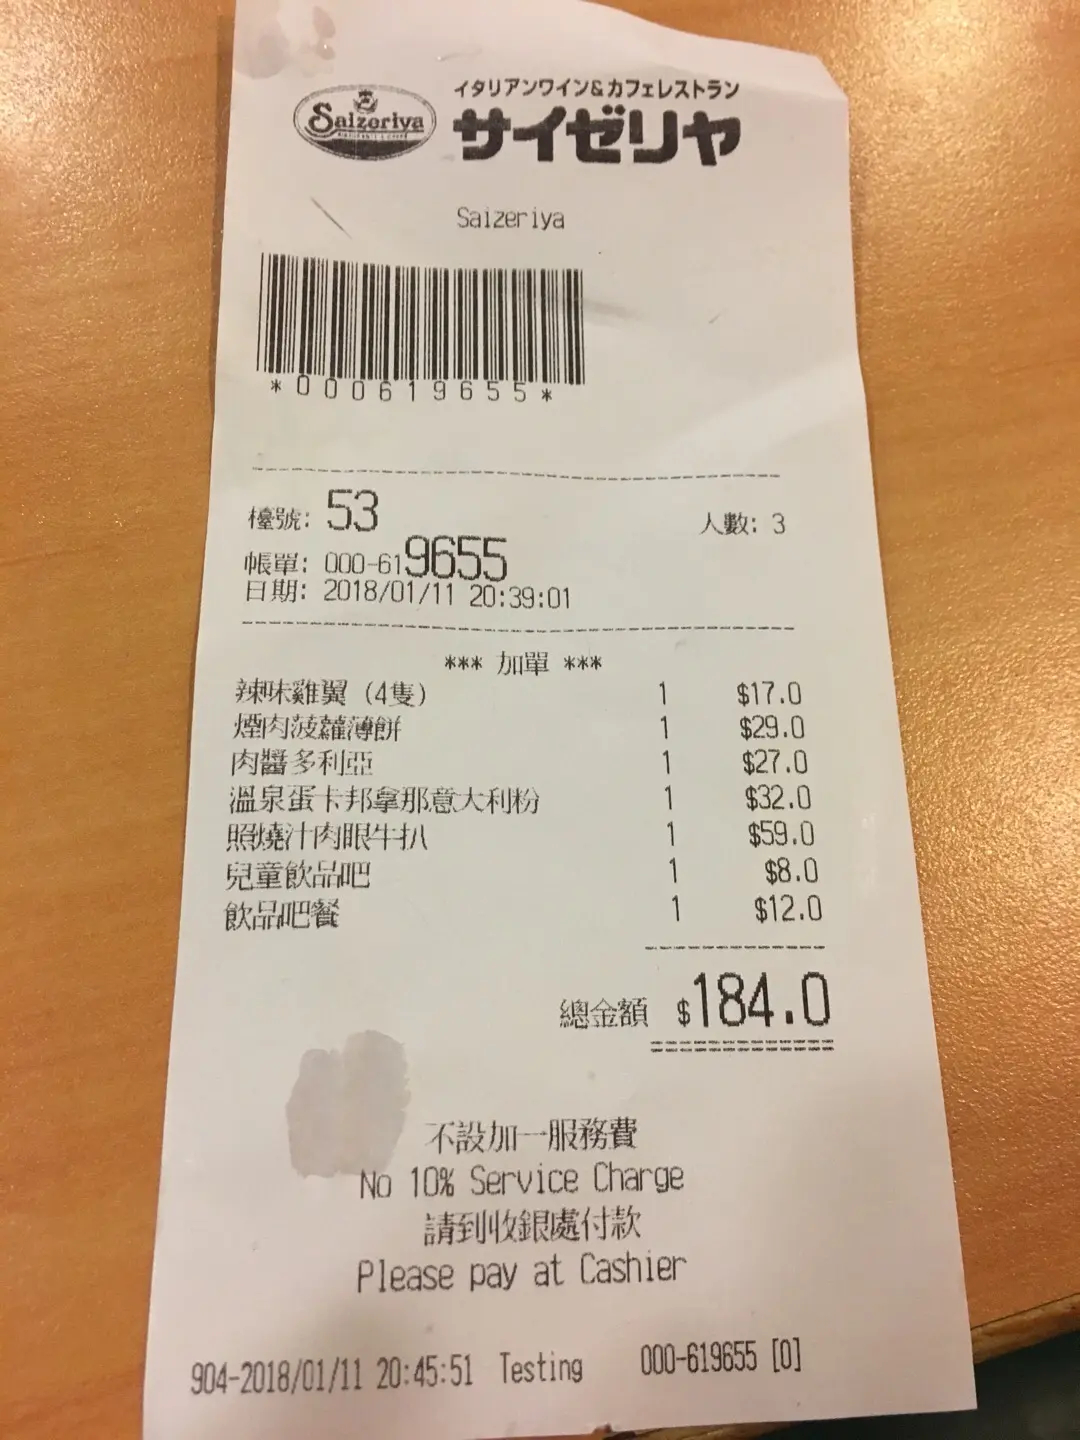 Saizeriya
イタリアンワイン&カフェレストラン
サイゼリヤ
Saizeriya
*000619655*
檯號: 53 人數: 3
帳單: 000-619655
日期: 2018/01/11 20:39:01
*** 加單 ***
辣味雞翼 (4隻) 1 $17.0
煙肉菠蘿薄餅 1 $29.0
肉醬多利亞 1 $27.0
溫泉蛋卡邦拿那意大利粉 1 $32.0
照燒汁肉眼牛扒 1 $59.0
兒童飲品吧 1 $8.0
飲品吧餐 1 $12.0
總金額 $184.0
不設加一服務費
No 10% Service Charge
請到收銀處付款
Please pay at Cashier
904-2018/01/11 20:45:51 Testing 000-619655 [0]